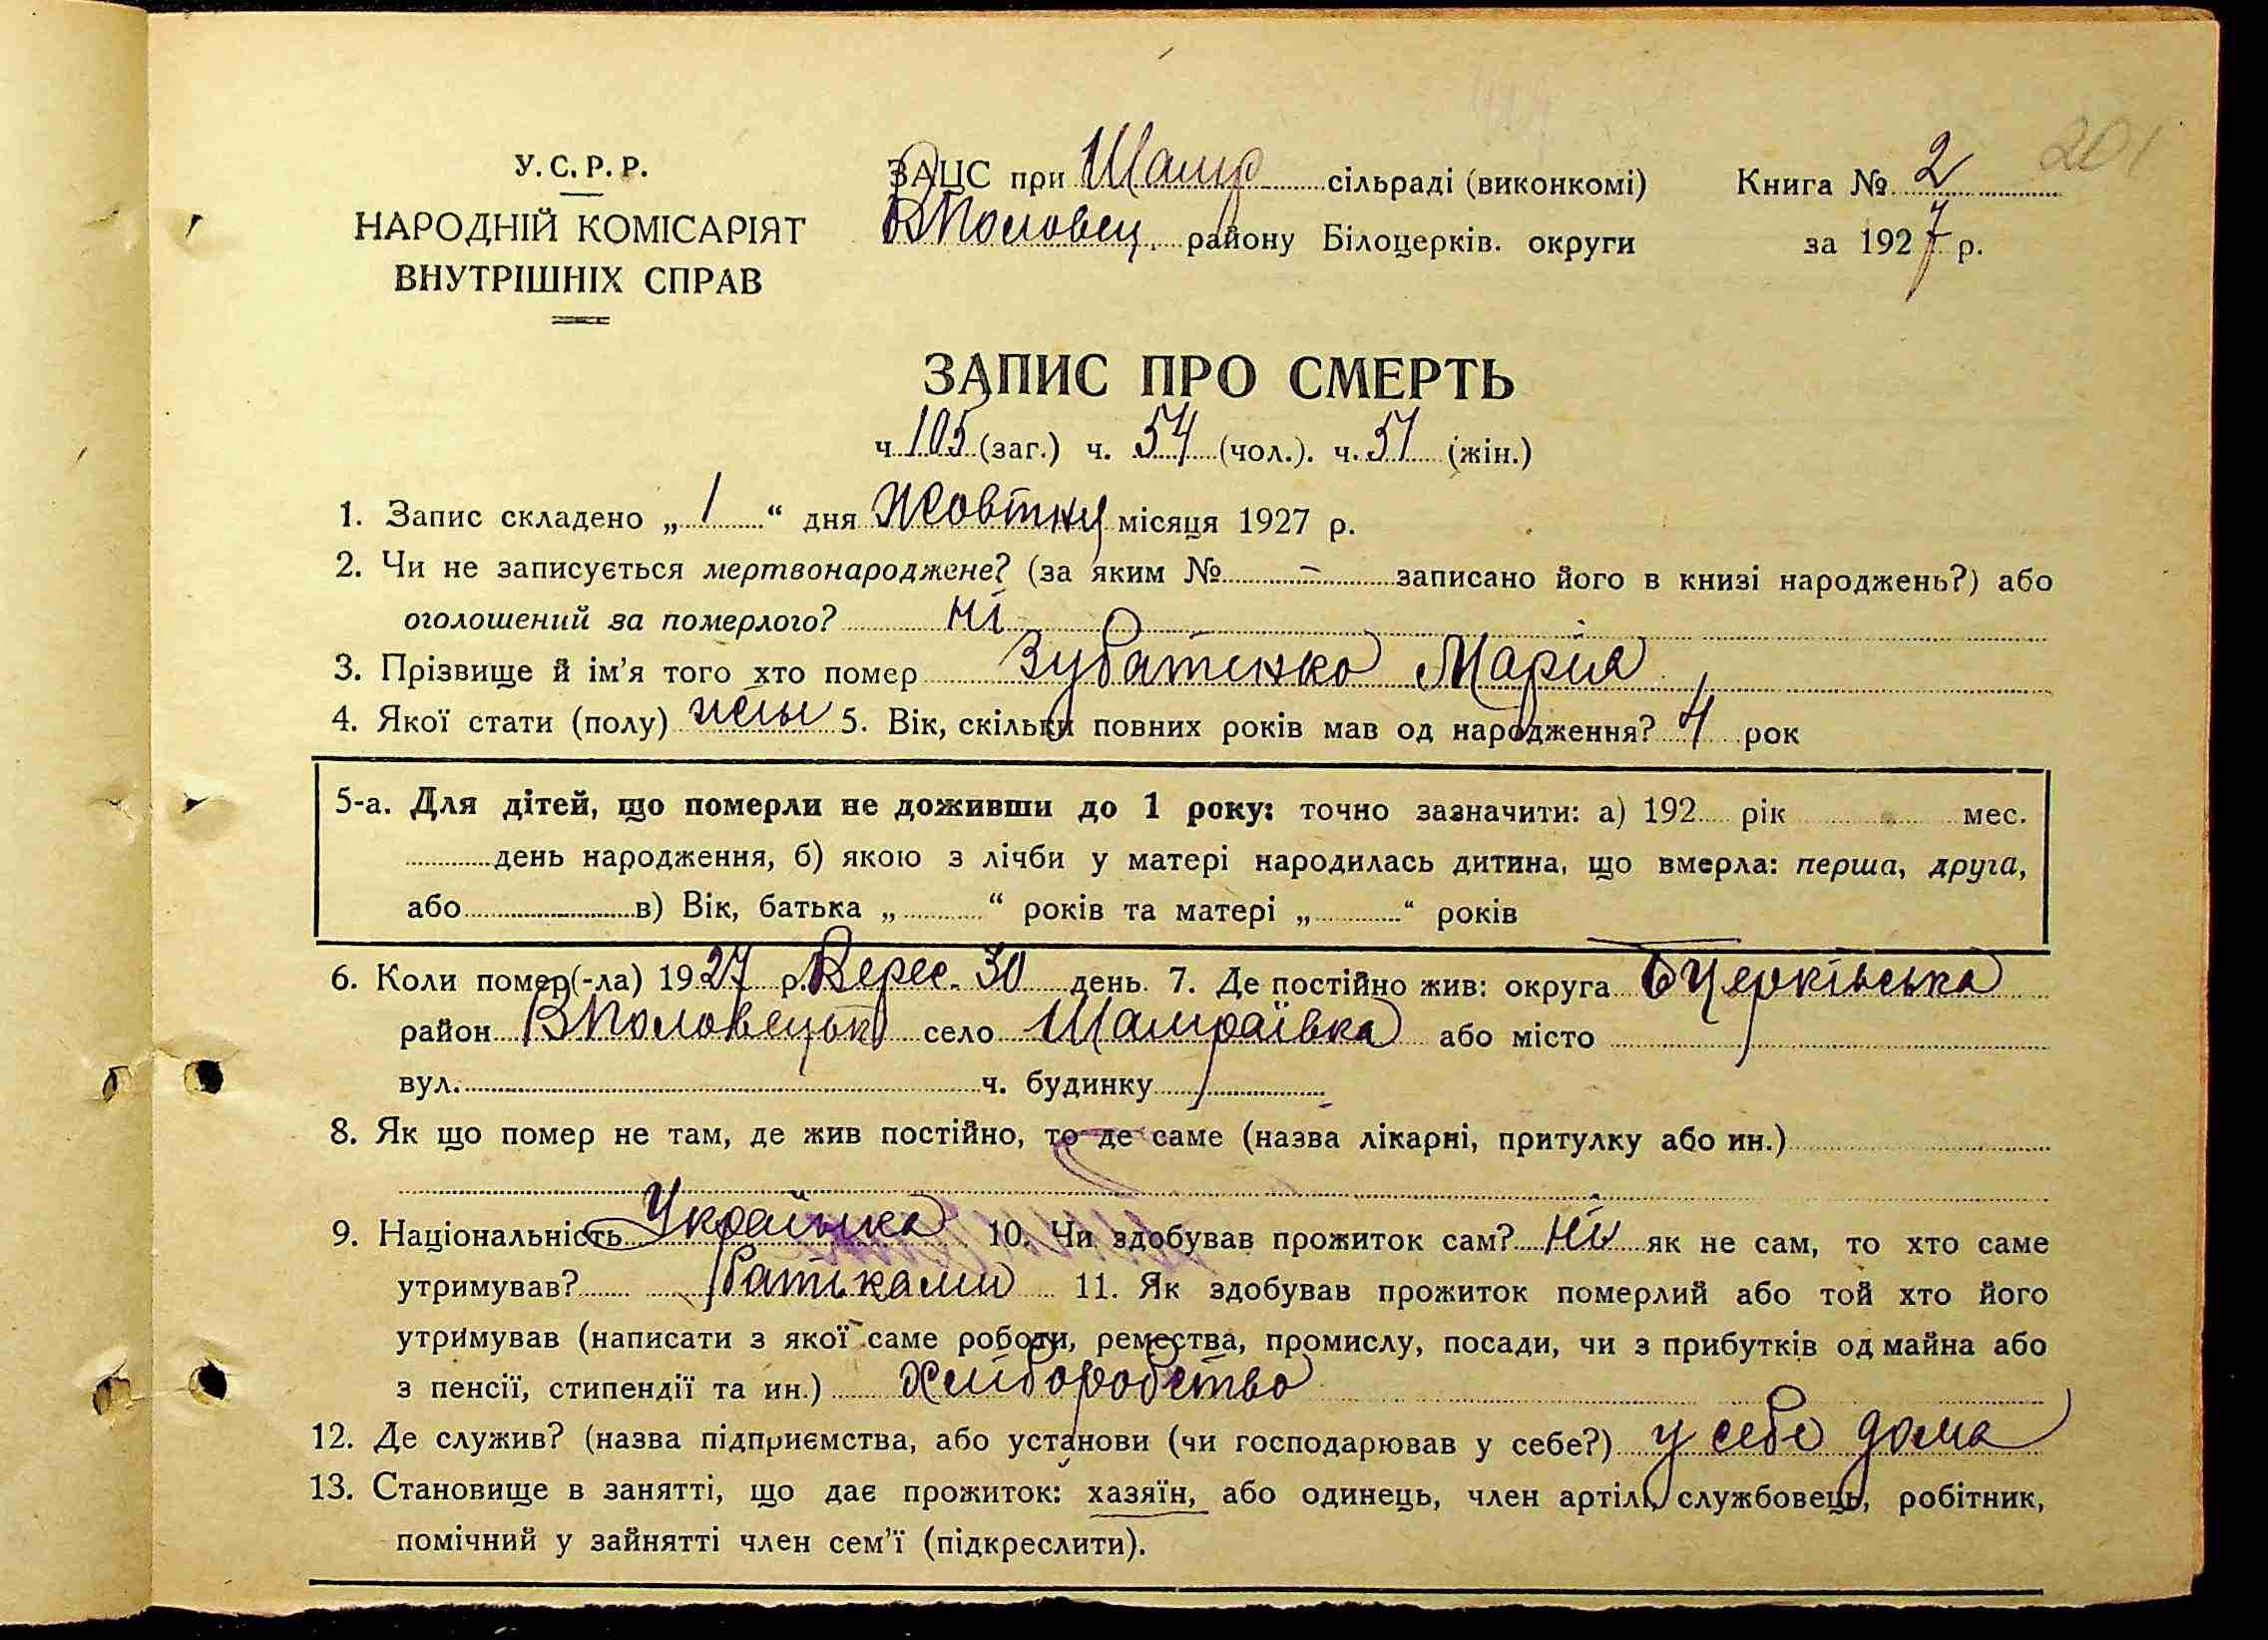 201
У.С.Р.Р.
НАРОДНІЙ КОМІСАРІЯТ
ВНУТРІШНІХ СПРАВ
ЗАЦС при Шамр сільраді (виконкомі)
ВПоловец. району Білоцерків. округи
Книга № 2
за 1927 р.
ЗАПИС ПРО СМЕРТЬ
ч. 105 (заг.) ч. 54 (чол.). ч. 51 (жін.)
1. Запис складено „ 1 “ дня Жовтня місяця 1927 р.
2. Чи не записується мертвонароджене? (за яким № – записано його в книзі народжень?) або
оголошений за померлого? ні
3. Прізвище й ім’я того хто помер Зубатенко Марія
4. Якої стати (полу) жін 5. Вік, скільки повних років мав од народження? 4 рок
5-а. Для дітей, що померли не доживши до 1 року: точно зазначити: а) 192 рік мес.
день народження, б) якою з лічби у матері народилась дитина, що вмерла: перша, друга,
або в) Вік, батька „ “ років та матері „ “ років
6. Коли помер(-ла) 1927 р. Верес. 30 день. 7. Де постійно жив: округа БЦерківська
район ВПоловецьк село Шамраївка або місто
вул. ч. будинку
8. Як що помер не там, де жив постійно, то де саме (назва лікарні, притулку або ин.)
9. Національність Українка 10. Чи здобував прожиток сам? ні як не сам, то хто саме
утримував? Батьками 11. Як здобував прожиток померлий або той хто його
утримував (написати з якої саме роботи, ремества, промислу, посади, чи з прибутків од майна або
з пенсії, стипендії та ин.) Хліборобство
12. Де служив? (назва підприємства, або установи (чи господарював у себе?) у себе дома
13. Становище в занятті, що дає прожиток: хазяїн, або одинець, член артілі, службовець, робітник,
помічний у зайнятті член сем’ї (підкреслити).